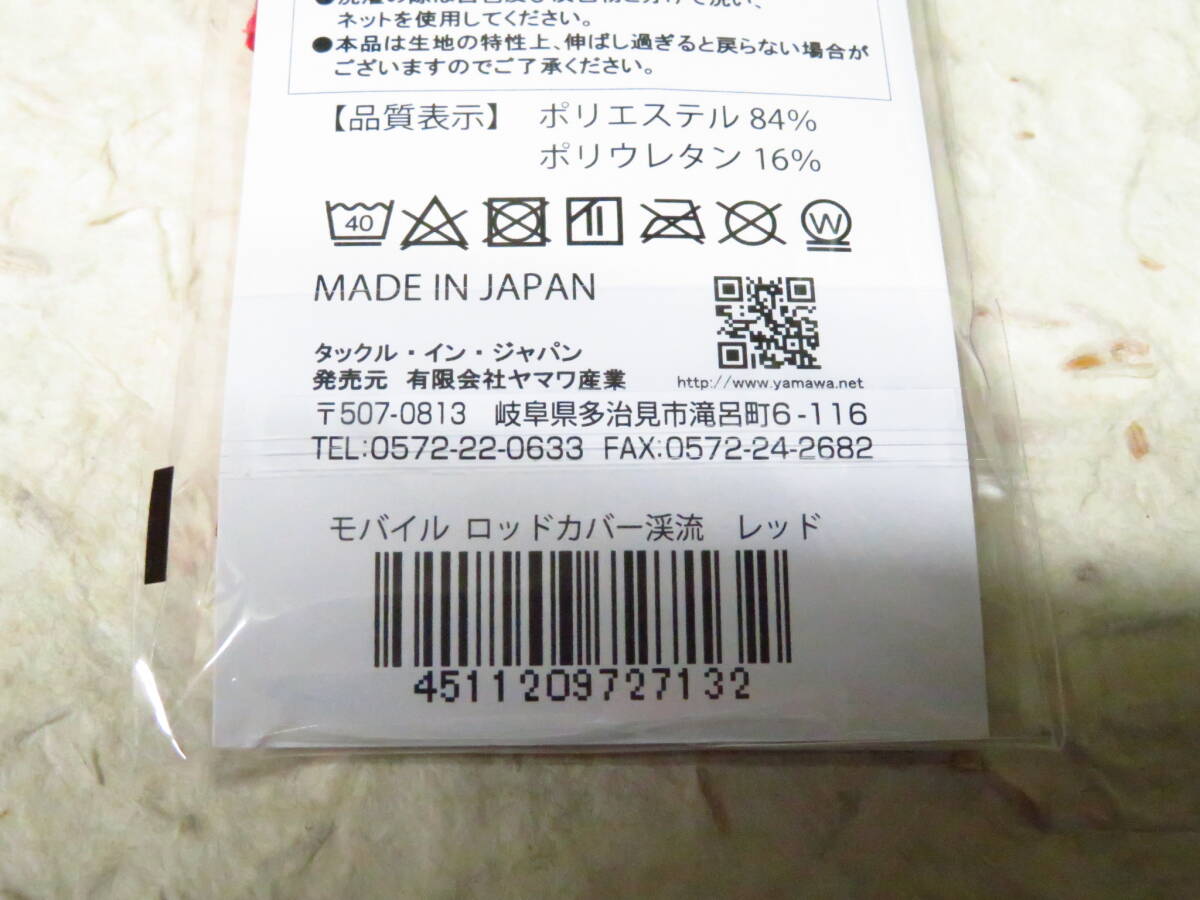 ネットを使用してください。
●本品は生地の特性上、伸ばし過ぎると戻らない場合が
ございますのでご了承ください。
【品質表示】 ポリエステル 84%
ポリウレタン 16%
40 W
MADE IN JAPAN
タックル・イン・ジャパン
発売元 有限会社ヤマワ産業
http://www.yamawa.net
〒507-0813 岐阜県多治見市滝呂町6-116
TEL:0572-22-0633 FAX:0572-24-2682
モバイル ロッドカバー渓流 レッド
4511209727132